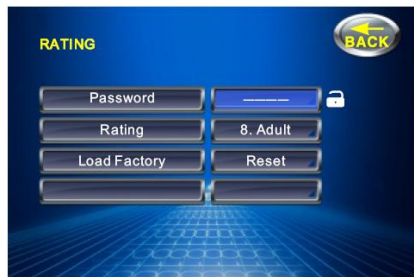 RATING
BACK
Password ————
Rating 8. Adult
Load Factory Reset